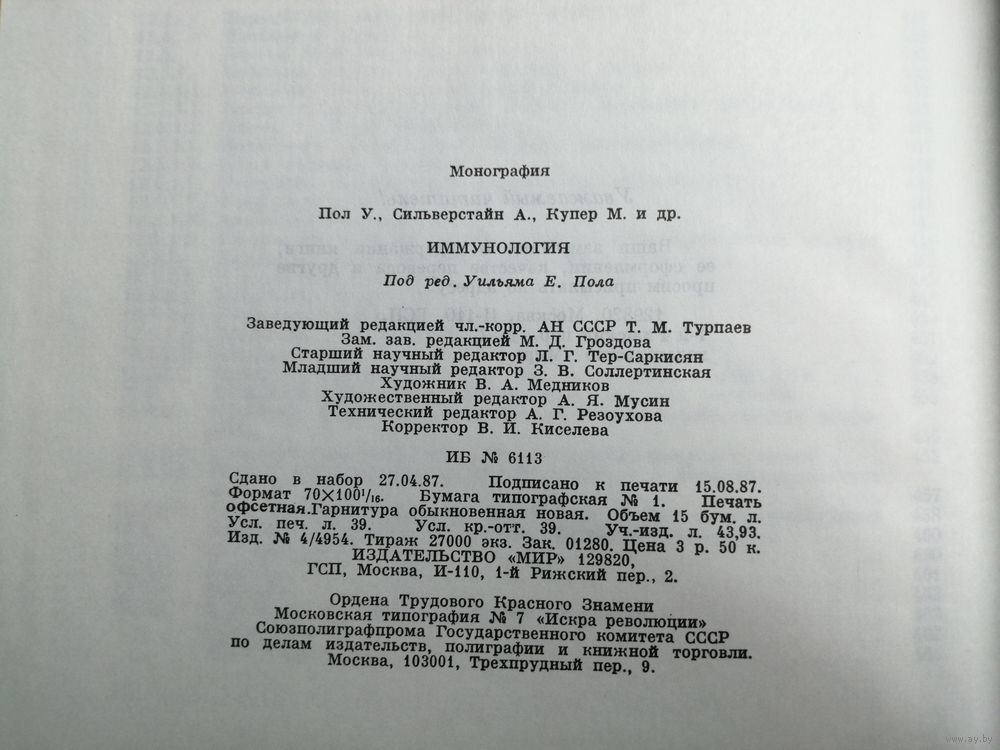 Монография
Пол У., Сильверстайн А., Купер М. и др.
ИММУНОЛОГИЯ
Под ред. Уильяма Е. Пола
Заведующий редакцией чл.-корр. АН СССР Т. М. Турпаев
Зам. зав. редакцией М. Д. Гроздова
Старший научный редактор Л. Г. Тер-Саркисян
Младший научный редактор З. В. Соллертинская
Художник В. А. Медников
Художественный редактор А. Я. Мусин
Технический редактор А. Г. Резоухова
Корректор В. И. Киселева
ИБ № 6113
Сдано в набор 27.04.87. Подписано к печати 15.08.87.
Формат 70×100¹/₁₆. Бумага типографская № 1. Печать
офсетная.Гарнитура обыкновенная новая. Объем 15 бум. л.
Усл. печ. л. 39. Усл. кр.-отт. 39. Уч.-изд. л. 43,93.
Изд. № 4/4954. Тираж 27000 экз. Зак. 01280. Цена 3 р. 50 к.
ИЗДАТЕЛЬСТВО «МИР» 129820,
ГСП, Москва, И-110, 1-й Рижский пер., 2.
Ордена Трудового Красного Знамени
Московская типография № 7 «Искра революции»
Союзполиграфпрома Государственного комитета СССР
по делам издательств, полиграфии и книжной торговли.
Москва, 103001, Трехпрудный пер., 9.
www.ay.by